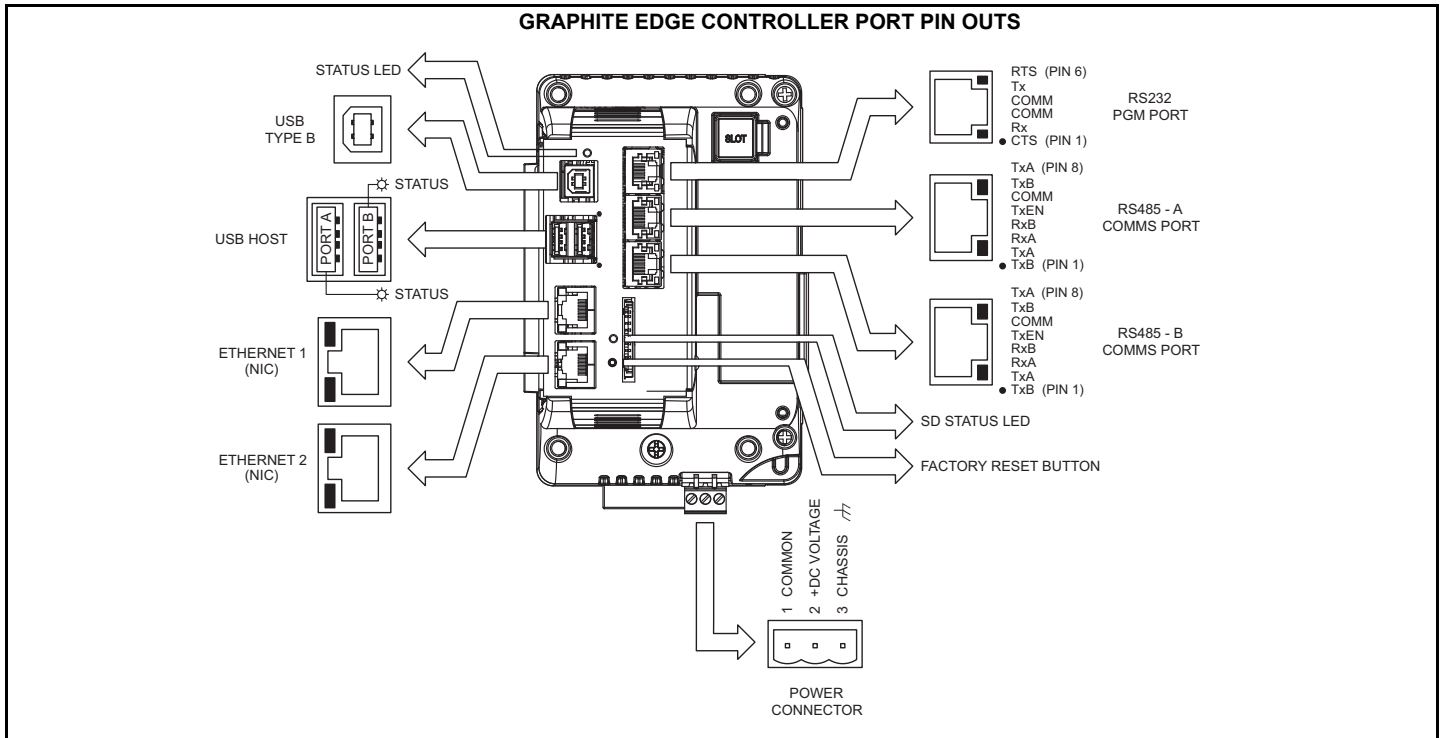 GRAPHITE EDGE CONTROLLER PORT PIN OUTS
STATUS LED
USB
TYPE B
STATUS
PORT A
PORT B
USB HOST
STATUS
ETHERNET 1
(NIC)
ETHERNET 2
(NIC)
SLOT
RTS (PIN 6)
Tx
COMM
COMM
Rx
CTS (PIN 1)
RS232
PGM PORT
TxA (PIN 8)
TxB
COMM
TxEN
RxB
RxA
TxA
TxB (PIN 1)
RS485 - A
COMMS PORT
TxA (PIN 8)
TxB
COMM
TxEN
RxB
RxA
TxA
TxB (PIN 1)
RS485 - B
COMMS PORT
SD STATUS LED
FACTORY RESET BUTTON
1 COMMON
2 +DC VOLTAGE
3 CHASSIS
POWER
CONNECTOR